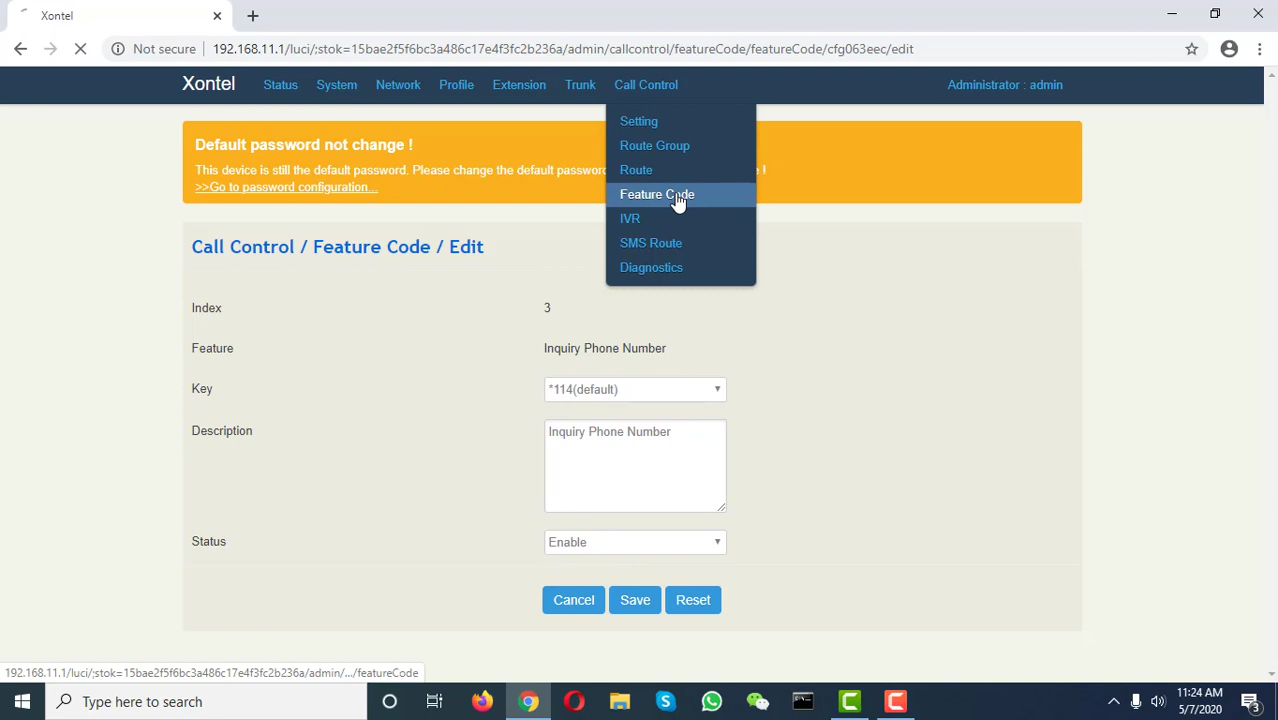 Xontel
Not secure | 192.168.11.1/luci/;stok=15bae2f5f6bc3a486c17e4f3fc2b236a/admin/callcontrol/featureCode/featureCode/cfg063eec/edit
Xontel Status System Network Profile Extension Trunk Call Control Administrator : admin
Setting
Route Group
Route
Feature Code
IVR
SMS Route
Diagnostics
Default password not change !
This device is still the default password. Please change the default passwor !
>>Go to password configuration...
Call Control / Feature Code / Edit
Index 3
Feature Inquiry Phone Number
Key *114(default)
Description Inquiry Phone Number
Status Enable
Cancel Save Reset
192.168.11.1/luci/;stok=15bae2f5f6bc3a486c17e4f3fc2b236a/admin/.../featureCode
Type here to search
11:24 AM
5/7/2020
3